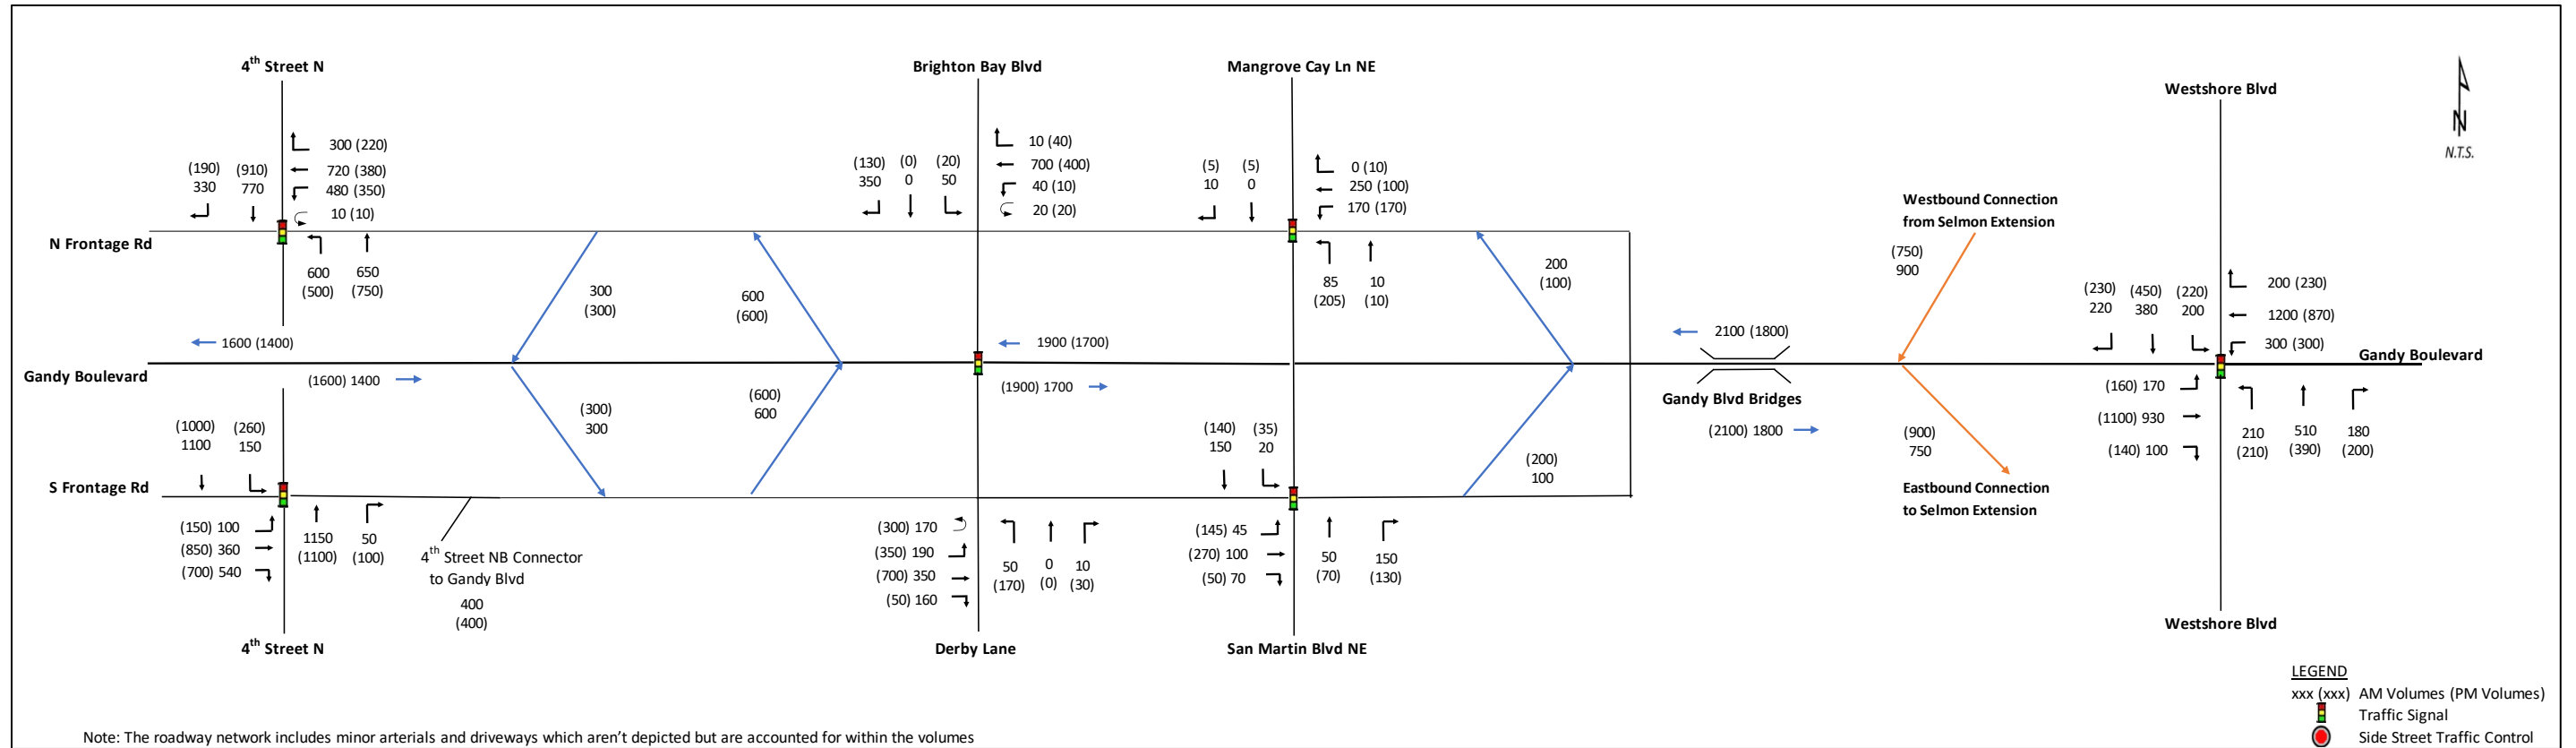 4th Street N
Brighton Bay Blvd
Mangrove Cay Ln NE
Westshore Blvd
N
N.T.S.
300 (220)
720 (380)
480 (350)
10 (10)
(190) (910)
330 770
N Frontage Rd
600 650
(500) (750)
10 (40)
700 (400)
40 (10)
20 (20)
(130) (0) (20)
350 0 50
0 (10)
250 (100)
170 (170)
(5) (5)
10 0
85 10
(205) (10)
Westbound Connection
from Selmon Extension
(750)
900
300
(300)
600
(600)
200
(100)
200 (230)
1200 (870)
300 (300)
(230) (450) (220)
220 380 200
1600 (1400)
1900 (1700)
2100 (1800)
Gandy Boulevard
Gandy Boulevard
(1600) 1400
(1900) 1700
Gandy Blvd Bridges
(2100) 1800
(160) 170
(1100) 930
(140) 100
210 510 180
(210) (390) (200)
(300)
300
(600)
600
(200)
100
(900)
750
Eastbound Connection
to Selmon Extension
(1000) (260)
1100 150
S Frontage Rd
(150) 100
(850) 360
(700) 540
1150 50
(1100) (100)
4th Street NB Connector
to Gandy Blvd
400
(400)
(300) 170
(350) 190
(700) 350
(50) 160
50 0 10
(170) (0) (30)
(140) (35)
150 20
(145) 45
(270) 100
(50) 70
50 150
(70) (130)
4th Street N
Derby Lane
San Martin Blvd NE
Westshore Blvd
LEGEND
xxx (xxx) AM Volumes (PM Volumes)
Traffic Signal
Side Street Traffic Control
Note: The roadway network includes minor arterials and driveways which aren't depicted but are accounted for within the volumes